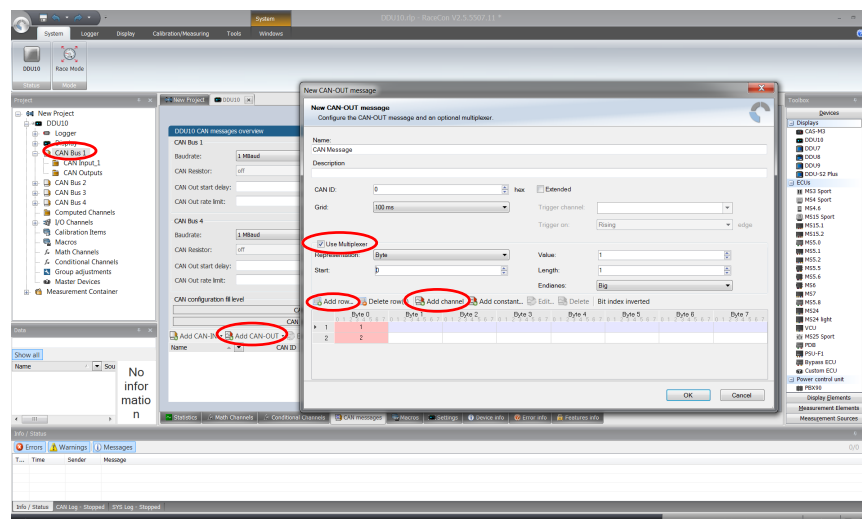 System
DDU10.rip - RaceCon V2.5.5507.11 *
System Logger Display Calibration/Measuring Tools Windows
DDU10 Race Mode
Status Mode
Project
New Project
DDU10
Logger
Display
CAN Bus 1
CAN Input_1
CAN Outputs
CAN Bus 2
CAN Bus 3
CAN Bus 4
Computed Channels
I/O Channels
Calibration Items
Macros
Math Channels
Conditional Channels
Group adjustments
Master Devices
Measurement Container
Data
Show all
Name Sou
No
infor
matio
n
New Project DDU10
DDU10 CAN messages overview
CAN Bus 1
Baudrate: 1 MBaud
CAN Resistor: off
CAN Out start delay:
CAN Out rate limit:
CAN Bus 4
Baudrate: 1 MBaud
CAN Resistor: off
CAN Out start delay:
CAN Out rate limit:
CAN configuration fill level
CAN
Add CAN-IN Add CAN-OUT
Name CAN ID
Statistics Math Channels Conditional Channels CAN messages Macros Settings Device info Error info Features info
New CAN-OUT message
New CAN-OUT message
Configure the CAN-OUT message and an optional multiplexer.
Name:
CAN Message
Description
CAN ID: 0 hex Extended
Grid: 100 ms Trigger channel:
Trigger on: Rising edge
Use Multiplexer
Representation: Byte Value: 1
Start: 0 Length: 1
Endianes: Big
Add row... Delete row Add channel Add constant... Edit... Delete Bit index inverted
Byte 0 Byte 1 Byte 2 Byte 3 Byte 4 Byte 5 Byte 6 Byte 7
1 1
2 2
OK Cancel
Toolbox
Devices
Displays
CAS-M3
DDU10
DDU7
DDU8
DDU9
DDU-S2 Plus
ECUs
MS3 Sport
MS4 Sport
MS4.6
MS15 Sport
MS15.1
MS15.2
MS5.0
MS5.1
MS5.2
MS5.5
MS5.6
MS6
MS7
MS5.8
MS24
MS24 light
VCU
MS25 Sport
PDB
PSU-F1
Bypass ECU
Custom ECU
Power control unit
PBX90
Display Elements
Measurement Elements
Measurement Sources
Info / Status
Errors Warnings Messages 0/0
T... Time Sender Message
Info / Status CAN Log - Stopped SYS Log - Stopped